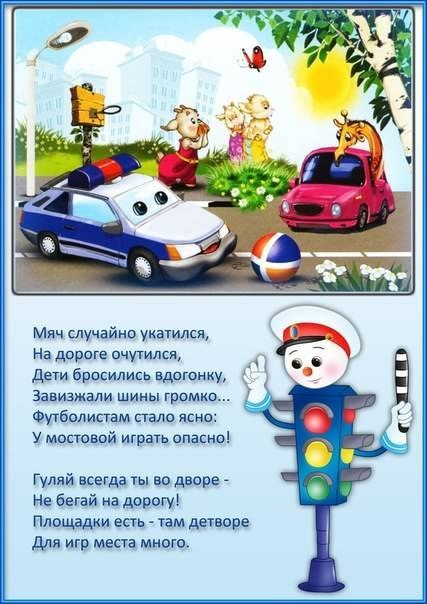 Мяч случайно укатился,
На дороге очутился,
Дети бросились вдогонку,
Завизжали шины громко...
Футболистам стало ясно:
У мостовой играть опасно!
Гуляй всегда ты во дворе -
Не бегай на дорогу!
Площадки есть - там детворе
Для игр места много.